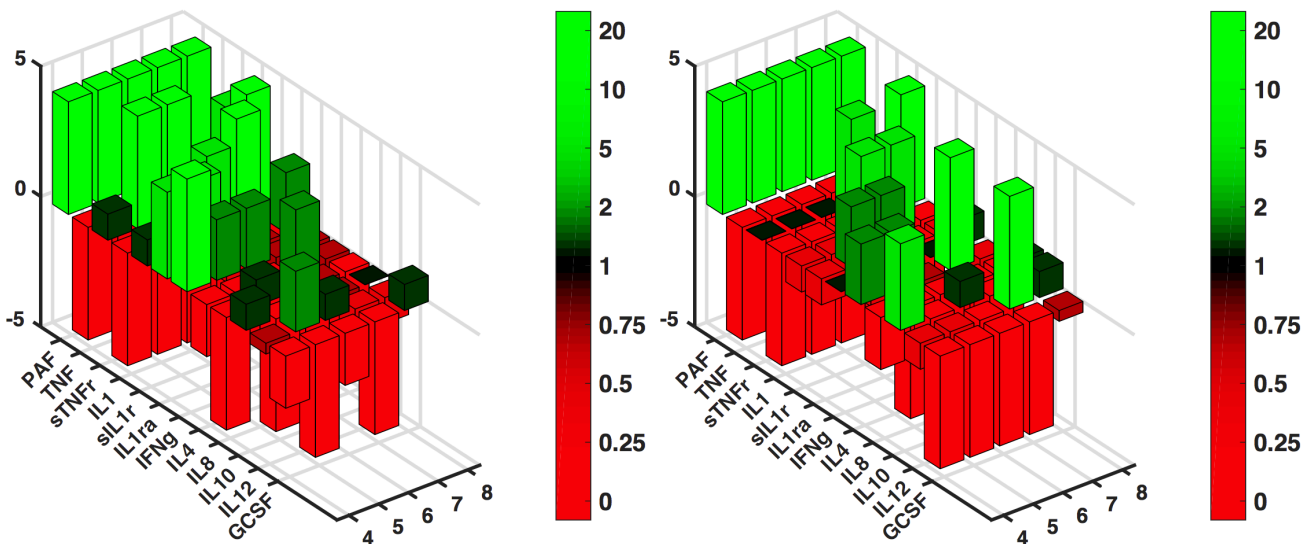 5
0
-5
PAF
TNF
sTNFr
IL1
sIL1r
IL1ra
IFNg
IL4
IL8
IL10
IL12
GCSF
4
5
6
7
8
20
10
5
2
1
0.75
0.5
0.25
0
5
0
-5
PAF
TNF
sTNFr
IL1
sIL1r
IL1ra
IFNg
IL4
IL8
IL10
IL12
GCSF
4
5
6
7
8
20
10
5
2
1
0.75
0.5
0.25
0